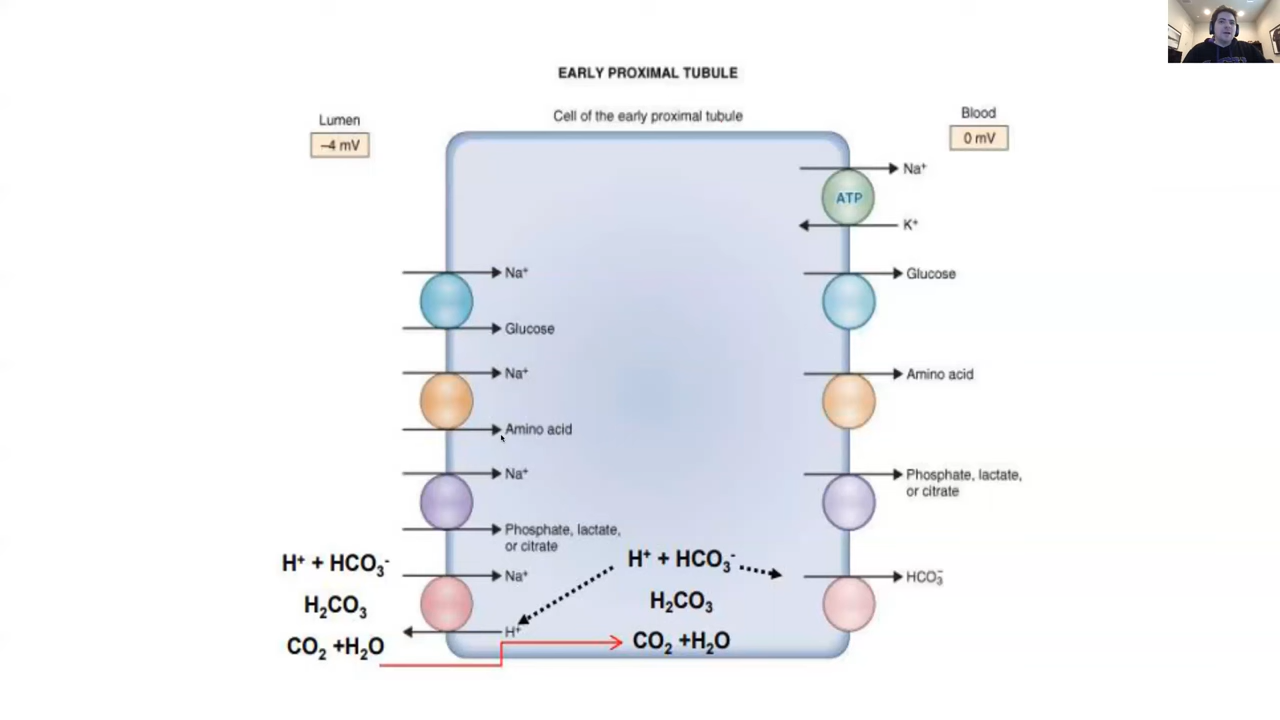 EARLY PROXIMAL TUBULE
Cell of the early proximal tubule
Lumen
–4 mV
Blood
0 mV
Na⁺
ATP
K⁺
Na⁺
Glucose
Glucose
Na⁺
Amino acid
Amino acid
Na⁺
Phosphate, lactate,
or citrate
Phosphate, lactate,
or citrate
H⁺ + HCO₃⁻
H₂CO₃
CO₂ +H₂O
Na⁺
H⁺
H⁺ + HCO₃⁻
H₂CO₃
CO₂ +H₂O
HCO₃⁻